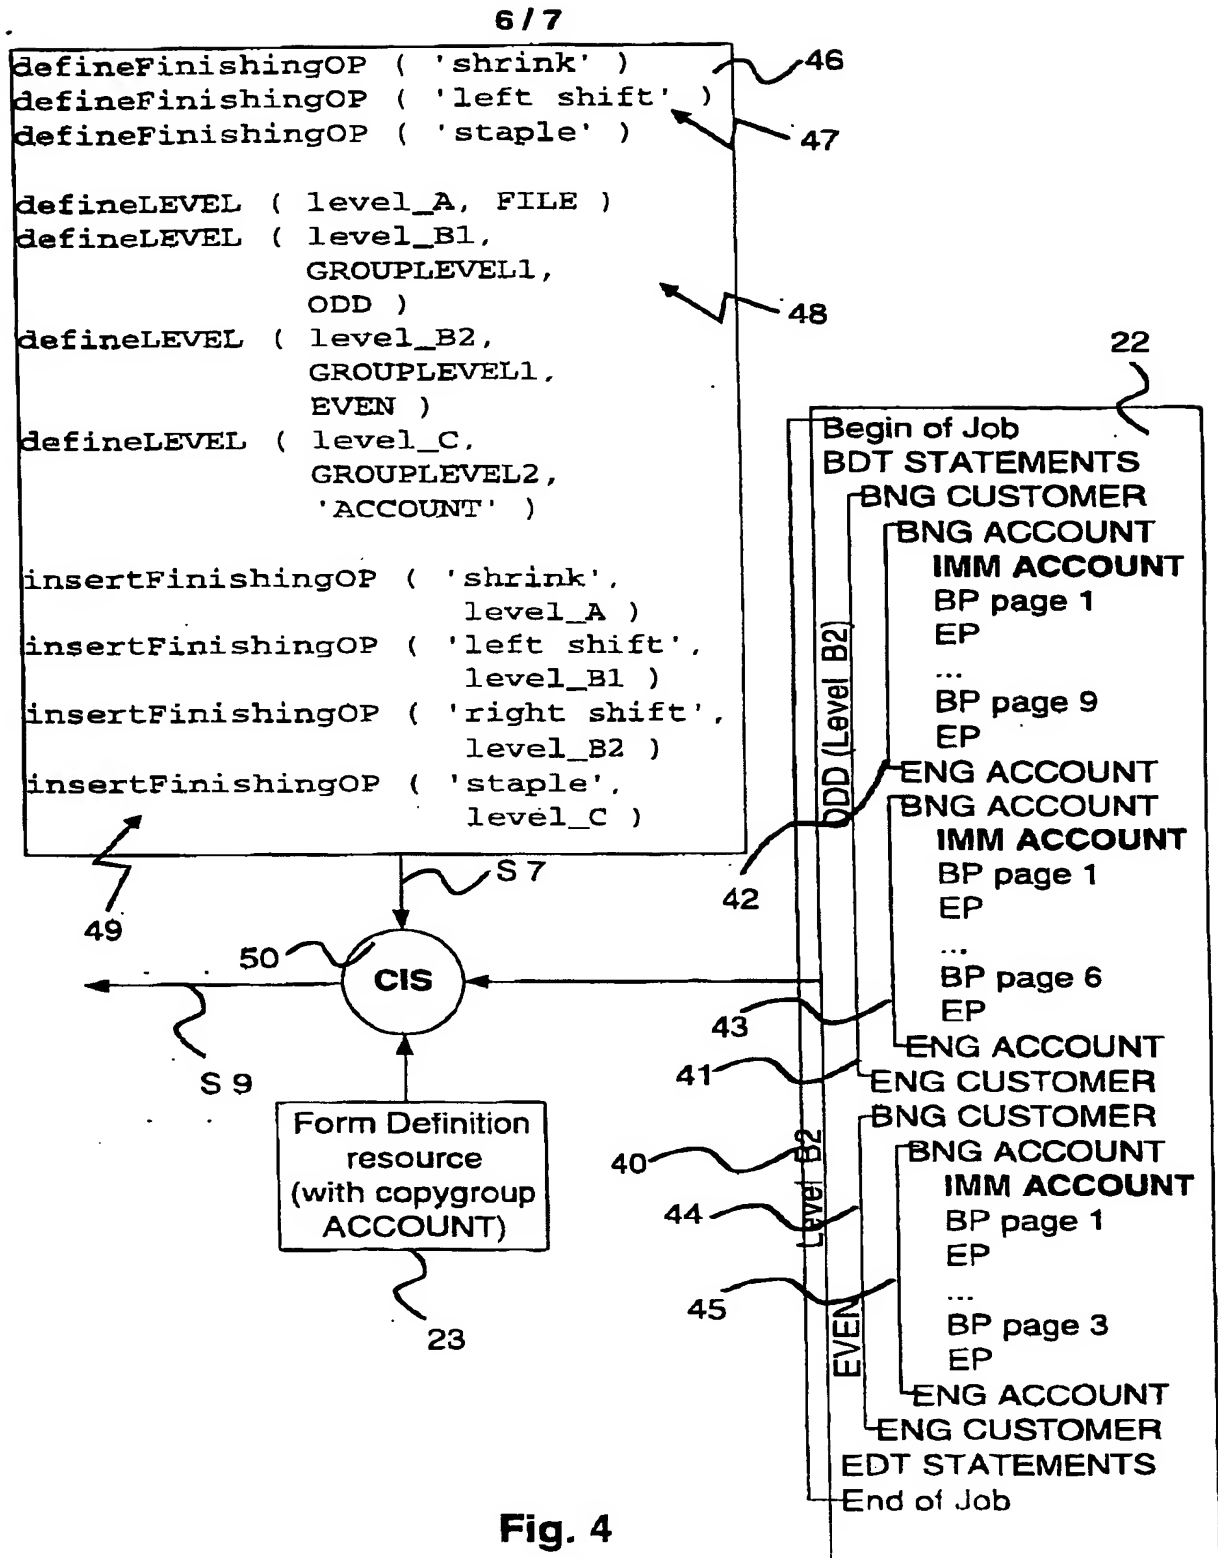 6 / 7
defineFinishingOP ( 'shrink' )
defineFinishingOP ( 'left shift' )
defineFinishingOP ( 'staple' )
46
47
defineLEVEL ( level_A, FILE )
defineLEVEL ( level_B1,
GROUPLEVEL1,
ODD )
defineLEVEL ( level_B2,
GROUPLEVEL1,
EVEN )
defineLEVEL ( level_C,
GROUPLEVEL2,
'ACCOUNT' )
48
insertFinishingOP ( 'shrink',
level_A )
insertFinishingOP ( 'left shift',
level_B1 )
insertFinishingOP ( 'right shift',
level_B2 )
insertFinishingOP ( 'staple',
level_C )
49
S 7
50
CIS
S 9
Form Definition
resource
(with copygroup
ACCOUNT)
23
22
Begin of Job
BDT STATEMENTS
BNG CUSTOMER
BNG ACCOUNT
IMM ACCOUNT
BP page 1
EP
...
BP page 9
EP
ENG ACCOUNT
BNG ACCOUNT
IMM ACCOUNT
BP page 1
EP
...
BP page 6
EP
ENG ACCOUNT
ENG CUSTOMER
BNG CUSTOMER
BNG ACCOUNT
IMM ACCOUNT
BP page 1
EP
...
BP page 3
EP
ENG ACCOUNT
ENG CUSTOMER
EDT STATEMENTS
End of Job
ODD (Level B2)
EVEN
Level B2
42
43
41
40
44
45
Fig. 4